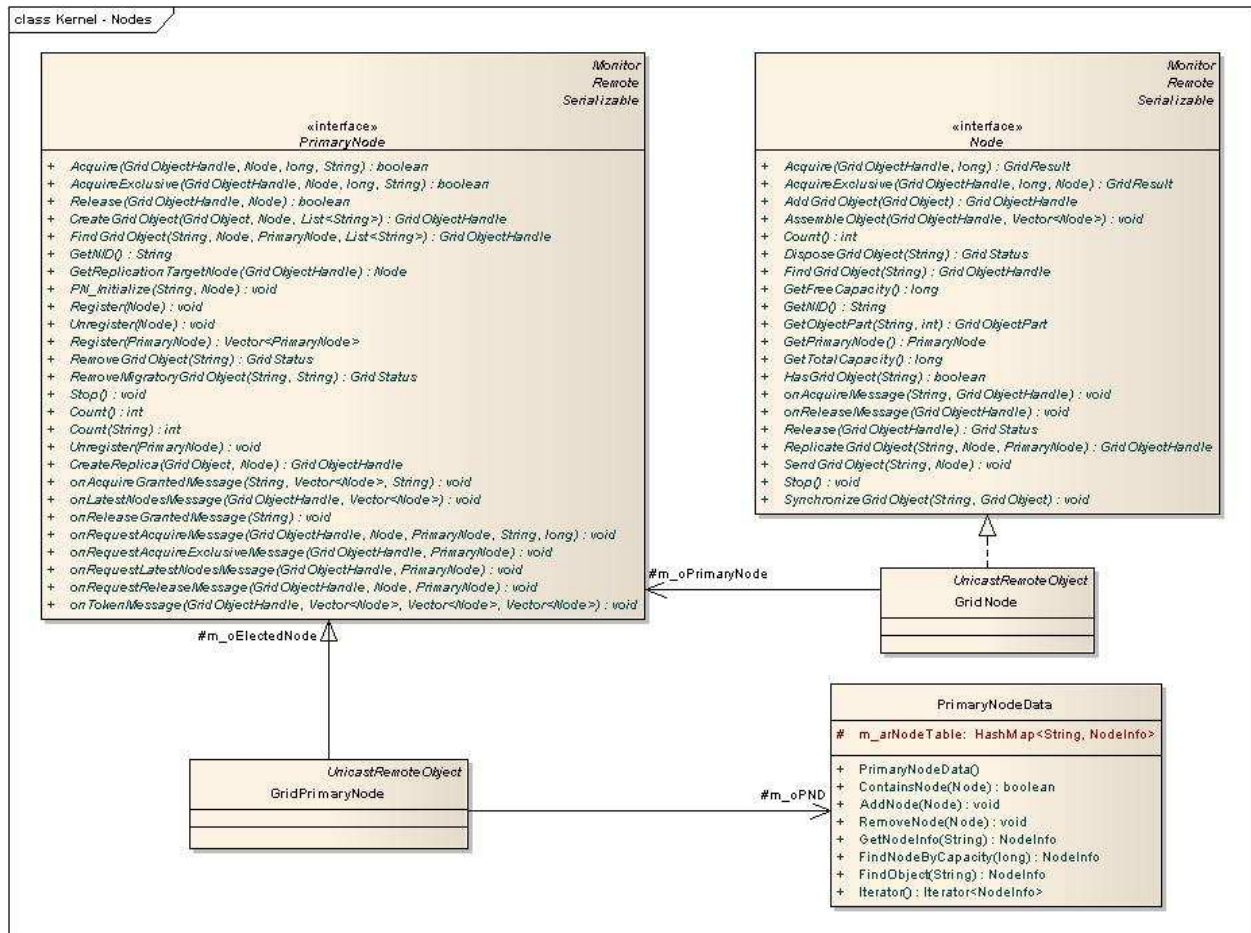 class Kernel - Nodes
Monitor
Remote
Serializable
«interface»
PrimaryNode
+ Acquire(GridObjectHandle, Node, long, String) : boolean
+ AcquireExclusive(GridObjectHandle, Node, long, String) : boolean
+ Release(GridObjectHandle, Node) : boolean
+ CreateGridObject(GridObject, Node, List<String>) : GridObjectHandle
+ FindGridObject(String, Node, PrimaryNode, List<String>) : GridObjectHandle
+ GetNID() : String
+ GetReplicationTargetNode(GridObjectHandle) : Node
+ PN_Initialize(String, Node) : void
+ Register(Node) : void
+ Unregister(Node) : void
+ Register(PrimaryNode) : Vector<PrimaryNode>
+ RemoveGridObject(String) : GridStatus
+ RemoveMigratoryGridObject(String, String) : GridStatus
+ Stop() : void
+ Count() : int
+ Count(String) : int
+ Unregister(PrimaryNode) : void
+ CreateReplica(GridObject, Node) : GridObjectHandle
+ onAcquireGrantedMessage(String, Vector<Node>, String) : void
+ onLatestNodesMessage(GridObjectHandle, Vector<Node>) : void
+ onReleaseGrantedMessage(String) : void
+ onRequestAcquireMessage(GridObjectHandle, Node, PrimaryNode, String, long) : void
+ onRequestAcquireExclusiveMessage(GridObjectHandle, PrimaryNode) : void
+ onRequestLatestNodesMessage(GridObjectHandle, PrimaryNode) : void
+ onRequestReleaseMessage(GridObjectHandle, Node, PrimaryNode) : void
+ onTokenMessage(GridObjectHandle, Vector<Node>, Vector<Node>, Vector<Node>) : void
Monitor
Remote
Serializable
«interface»
Node
+ Acquire(GridObjectHandle, long) : GridResult
+ AcquireExclusive(GridObjectHandle, long, Node) : GridResult
+ AddGridObject(GridObject) : GridObjectHandle
+ AssembleObject(GridObjectHandle, Vector<Node>) : void
+ Count() : int
+ DisposeGridObject(String) : GridStatus
+ FindGridObject(String) : GridObjectHandle
+ GetFreeCapacity() : long
+ GetNID() : String
+ GetObjectPart(String, int) : GridObjectPart
+ GetPrimaryNode() : PrimaryNode
+ GetTotalCapacity() : long
+ HasGridObject(String) : boolean
+ onAcquireMessage(String, GridObjectHandle) : void
+ onReleaseMessage(GridObjectHandle) : void
+ Release(GridObjectHandle) : GridStatus
+ ReplicateGridObject(String, Node, PrimaryNode) : GridObjectHandle
+ SendGridObject(String, Node) : void
+ Stop() : void
+ SynchronizeGridObject(String, GridObject) : void
#m_oPrimaryNode
UnicastRemoteObject
GridNode
#m_oElectedNode
UnicastRemoteObject
GridPrimaryNode
#m_oPND
PrimaryNodeData
# m_arNodeTable: HashMap<String, NodeInfo>
+ PrimaryNodeData()
+ ContainsNode(Node) : boolean
+ AddNode(Node) : void
+ RemoveNode(Node) : void
+ GetNodeInfo(String) : NodeInfo
+ FindNodeByCapacity(long) : NodeInfo
+ FindObject(String) : NodeInfo
+ Iterator() : Iterator<NodeInfo>